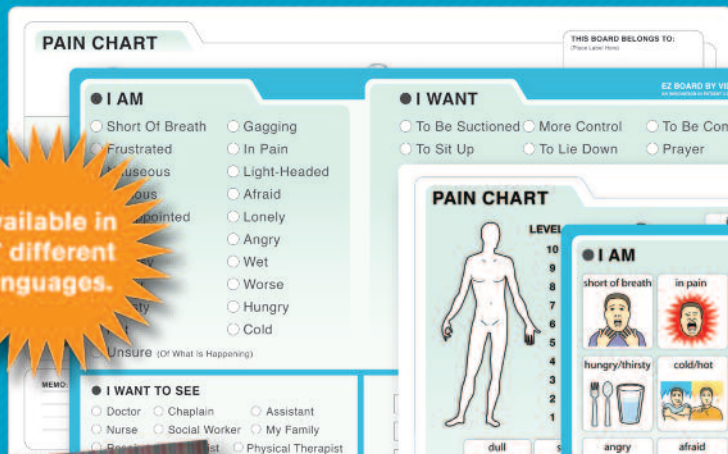 PAIN CHART
THIS BOARD BELONGS TO:
(Place Label Here)
EZ BOARD BY
I AM
Short Of Breath
Gagging
Frustrated
In Pain
Light-Headed
Afraid
Lonely
Angry
Wet
Worse
Hungry
Cold
Unsure (Of What Is Happening)
I WANT
To Be Suctioned
More Control
To Be
To Sit Up
To Lie Down
Prayer
available in
different
languages.
MEMO:
I WANT TO SEE
Doctor
Chaplain
Assistant
Nurse
Social Worker
My Family
Physical Therapist
PAIN CHART
LEVEL
10
9
8
7
6
5
4
3
2
1
dull
I AM
short of breath
in pain
hungry/thirsty
cold/hot
angry
afraid